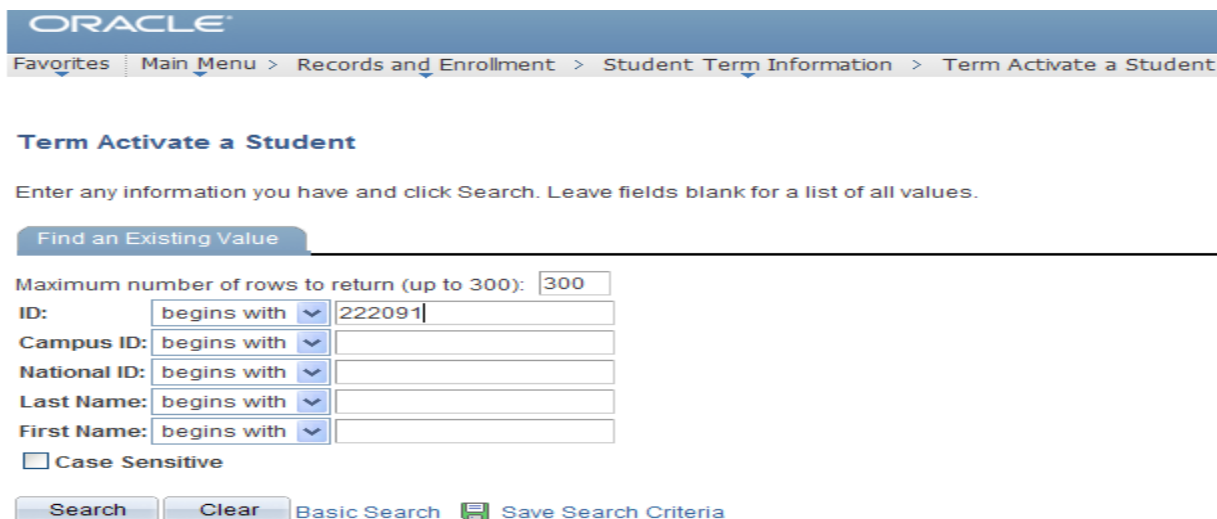 ORACLE
Favorites Main Menu > Records and Enrollment > Student Term Information > Term Activate a Student
Term Activate a Student
Enter any information you have and click Search. Leave fields blank for a list of all values.
Find an Existing Value
Maximum number of rows to return (up to 300): 300
ID: begins with 222091
Campus ID: begins with
National ID: begins with
Last Name: begins with
First Name: begins with
Case Sensitive
Search Clear Basic Search Save Search Criteria